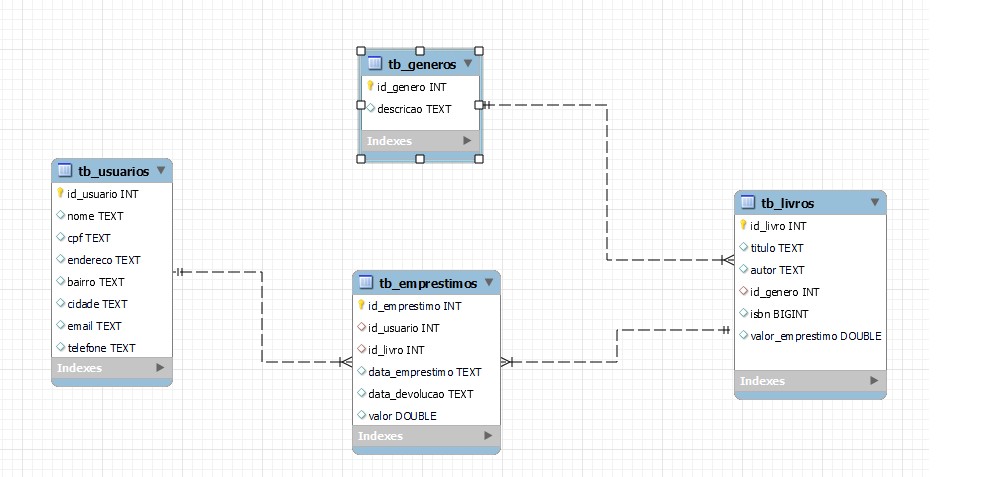 tb_generos
id_genero INT
descricao TEXT
Indexes
tb_usuarios
id_usuario INT
nome TEXT
cpf TEXT
endereco TEXT
bairro TEXT
cidade TEXT
email TEXT
telefone TEXT
Indexes
tb_emprestimos
id_emprestimo INT
id_usuario INT
id_livro INT
data_emprestimo TEXT
data_devolucao TEXT
valor DOUBLE
Indexes
tb_livros
id_livro INT
titulo TEXT
autor TEXT
id_genero INT
isbn BIGINT
valor_emprestimo DOUBLE
Indexes